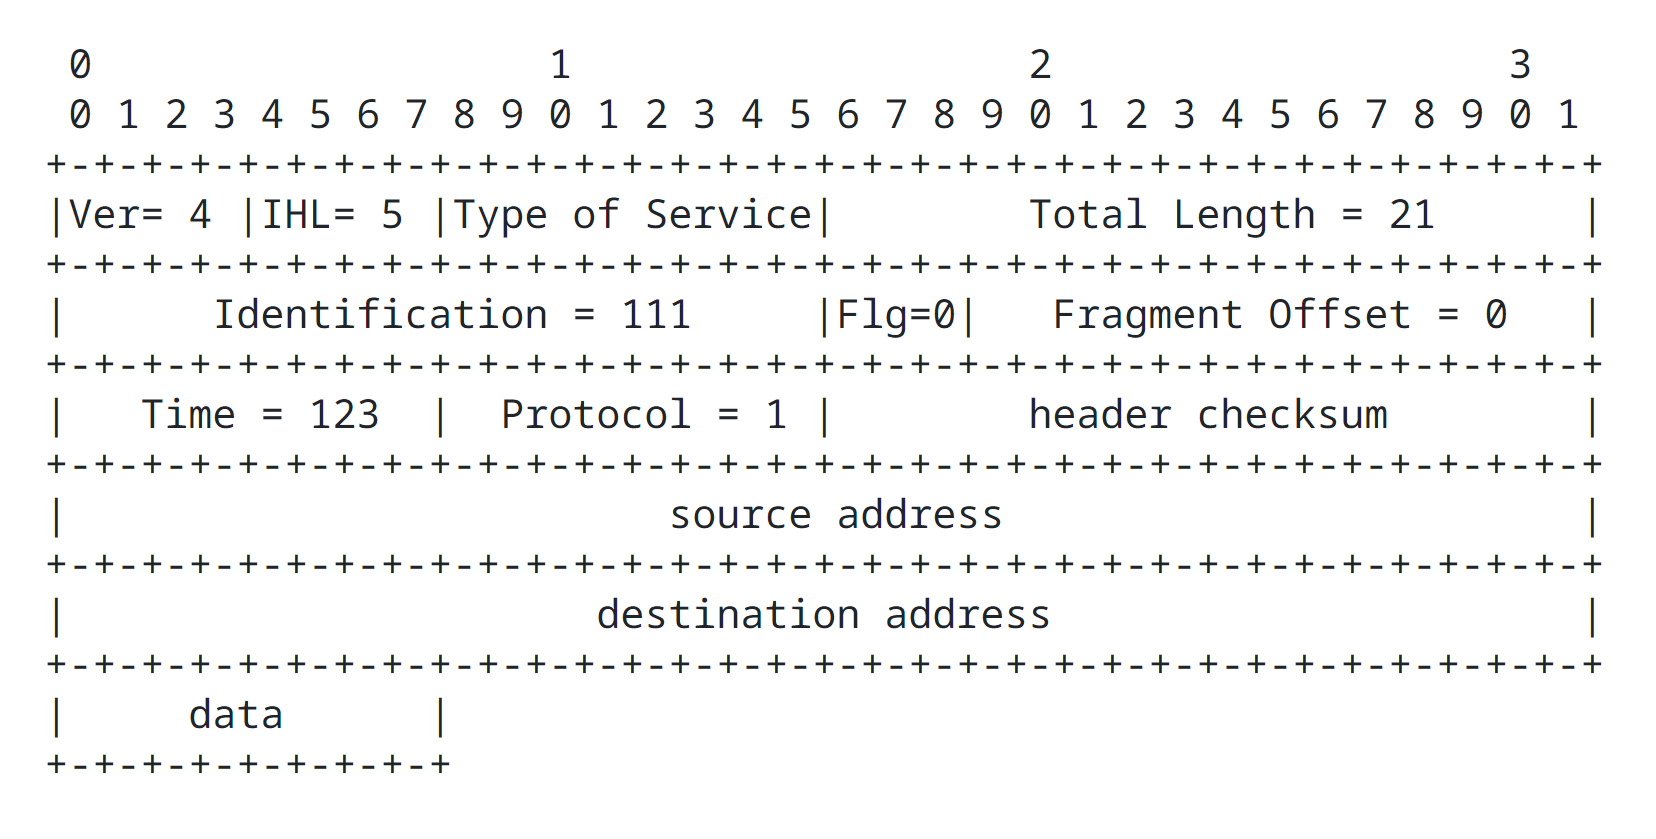 0                   1                   2                   3
 0 1 2 3 4 5 6 7 8 9 0 1 2 3 4 5 6 7 8 9 0 1 2 3 4 5 6 7 8 9 0 1
+-+-+-+-+-+-+-+-+-+-+-+-+-+-+-+-+-+-+-+-+-+-+-+-+-+-+-+-+-+-+-+-+
|Ver= 4 |IHL= 5 |Type of Service|        Total Length = 21      |
+-+-+-+-+-+-+-+-+-+-+-+-+-+-+-+-+-+-+-+-+-+-+-+-+-+-+-+-+-+-+-+-+
|      Identification = 111     |Flg=0|   Fragment Offset = 0   |
+-+-+-+-+-+-+-+-+-+-+-+-+-+-+-+-+-+-+-+-+-+-+-+-+-+-+-+-+-+-+-+-+
|   Time = 123  |  Protocol = 1 |        header checksum        |
+-+-+-+-+-+-+-+-+-+-+-+-+-+-+-+-+-+-+-+-+-+-+-+-+-+-+-+-+-+-+-+-+
|                         source address                        |
+-+-+-+-+-+-+-+-+-+-+-+-+-+-+-+-+-+-+-+-+-+-+-+-+-+-+-+-+-+-+-+-+
|                      destination address                      |
+-+-+-+-+-+-+-+-+-+-+-+-+-+-+-+-+-+-+-+-+-+-+-+-+-+-+-+-+-+-+-+-+
|     data      |
+-+-+-+-+-+-+-+-+